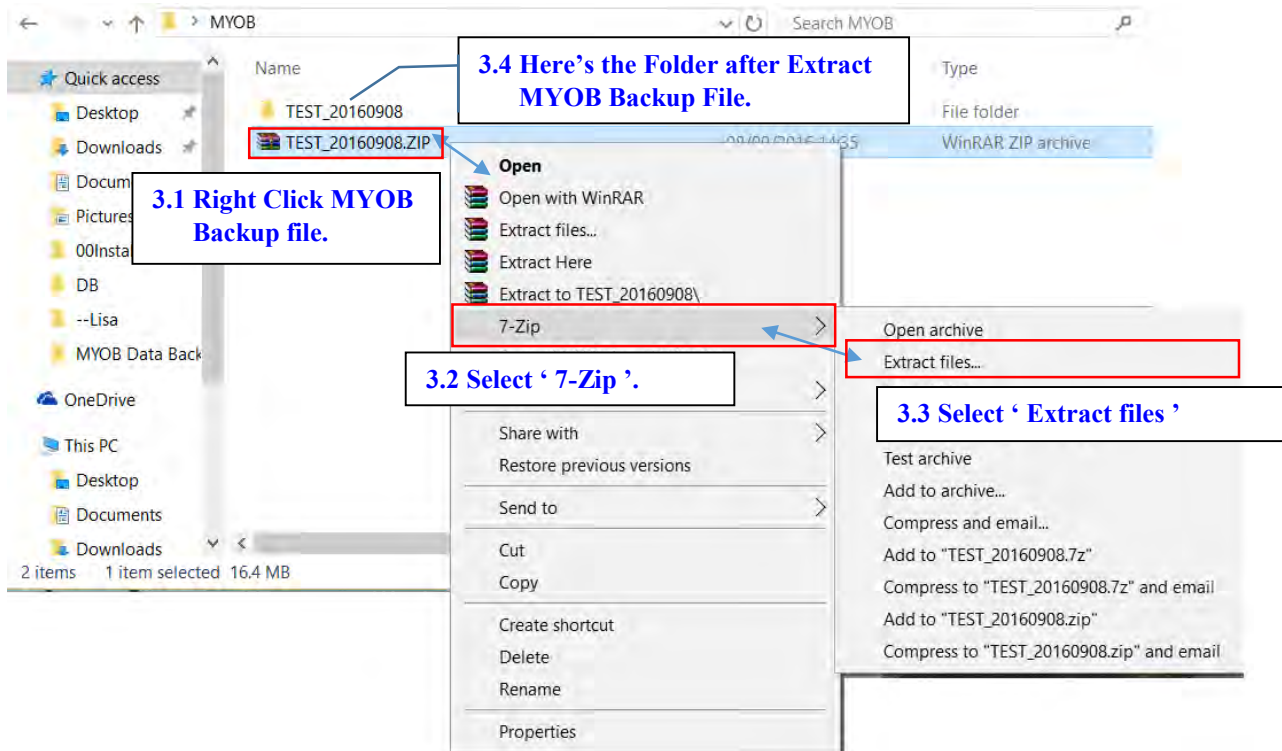 MYOB
Search MYOB
Quick access
Desktop
Downloads
Docum
Pictures
00Insta
DB
--Lisa
MYOB Data Back
OneDrive
This PC
Desktop
Documents
Downloads
2 items 1 item selected 16.4 MB
Name
Type
TEST_20160908
File folder
TEST_20160908.ZIP
14:35
WinRAR ZIP archive
3.4 Here's the Folder after Extract
MYOB Backup File.
3.1 Right Click MYOB
Backup file.
Open
Open with WinRAR
Extract files...
Extract Here
Extract to TEST_20160908\
7-Zip
3.2 Select ‘ 7-Zip ’.
Share with
Restore previous versions
Send to
Cut
Copy
Create shortcut
Delete
Rename
Properties
Open archive
Extract files...
3.3 Select ‘ Extract files ’
Test archive
Add to archive...
Compress and email...
Add to "TEST_20160908.7z"
Compress to "TEST_20160908.7z" and email
Add to "TEST_20160908.zip"
Compress to "TEST_20160908.zip" and email